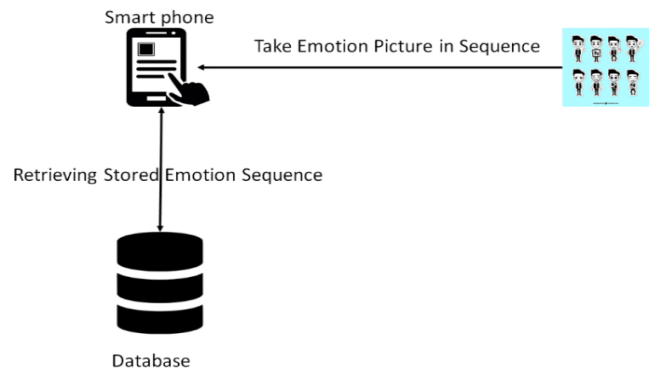 Smart phone
Take Emotion Picture in Sequence
Retrieving Stored Emotion Sequence
Database